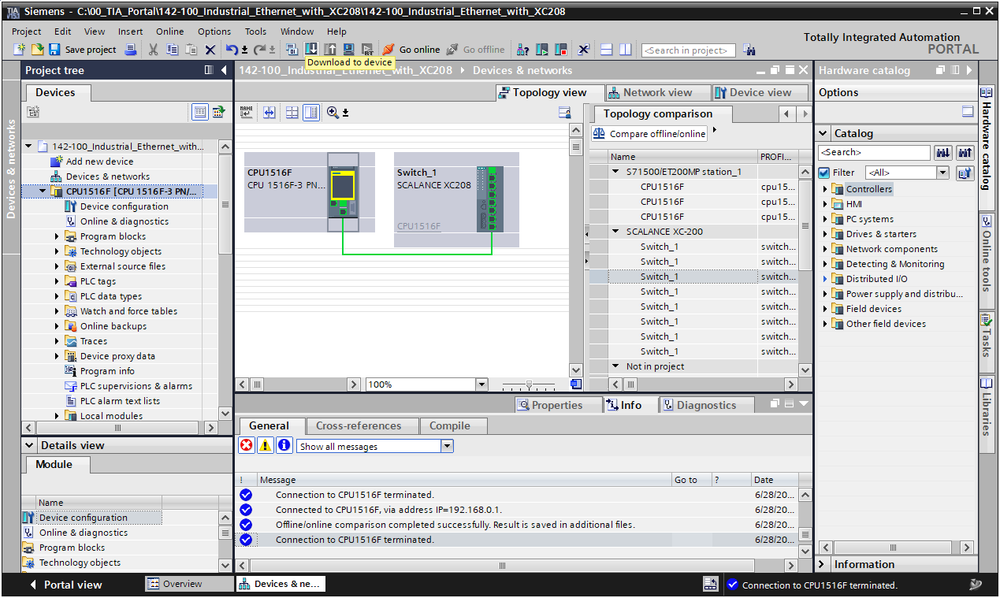 Siemens - C:\00_TIA_Portal\142-100_Industrial_Ethernet_with_XC208\142-100_Industrial_Ethernet_with_XC208
Project Edit View Insert Online Options Tools Window Help
Totally Integrated Automation
PORTAL
Save project
Go online
Go offline
<Search in project>
Download to device
Project tree
Devices
Devices & networks
142-100_Industrial_Ethernet_with...
Add new device
Devices & networks
CPU1516F [CPU 1516F-3 PN/...
Device configuration
Online & diagnostics
Program blocks
Technology objects
External source files
PLC tags
PLC data types
Watch and force tables
Online backups
Traces
Device proxy data
Program info
PLC supervisions & alarms
PLC alarm text lists
Local modules
Details view
Module
Name
Device configuration
Online & diagnostics
Program blocks
Technology objects
142-100_Industrial_Ethernet_with_XC208 Devices & networks
Topology view
Network view
Device view
CPU1516F
CPU 1516F-3 PN...
Switch_1
SCALANCE XC208
CPU1516F
100%
Topology comparison
Compare offline/online
Name PROFI...
S71500/ET200MP station_1
CPU1516F cpu15...
CPU1516F cpu15...
CPU1516F cpu15...
SCALANCE XC-200
Switch_1 switch...
Switch_1 switch...
Switch_1 switch...
Switch_1 switch...
Switch_1 switch...
Switch_1 switch...
Switch_1 switch...
Switch_1 switch...
Not in project
Properties
Info
Diagnostics
General
Cross-references
Compile
Show all messages
! Message Go to ? Date
Connection to CPU1516F terminated. 6/28/20...
Connected to CPU1516F, via address IP=192.168.0.1. 6/28/20...
Offline/online comparison completed successfully. Result is saved in additional files. 6/28/20...
Connection to CPU1516F terminated. 6/28/20...
Hardware catalog
Options
Catalog
<Search>
Filter <All>
Controllers
HMI
PC systems
Drives & starters
Network components
Detecting & Monitoring
Distributed I/O
Power supply and distribu...
Field devices
Other field devices
Information
Hardware catalog
Online tools
Tasks
Libraries
Portal view
Overview
Devices & ne...
Connection to CPU1516F terminated.